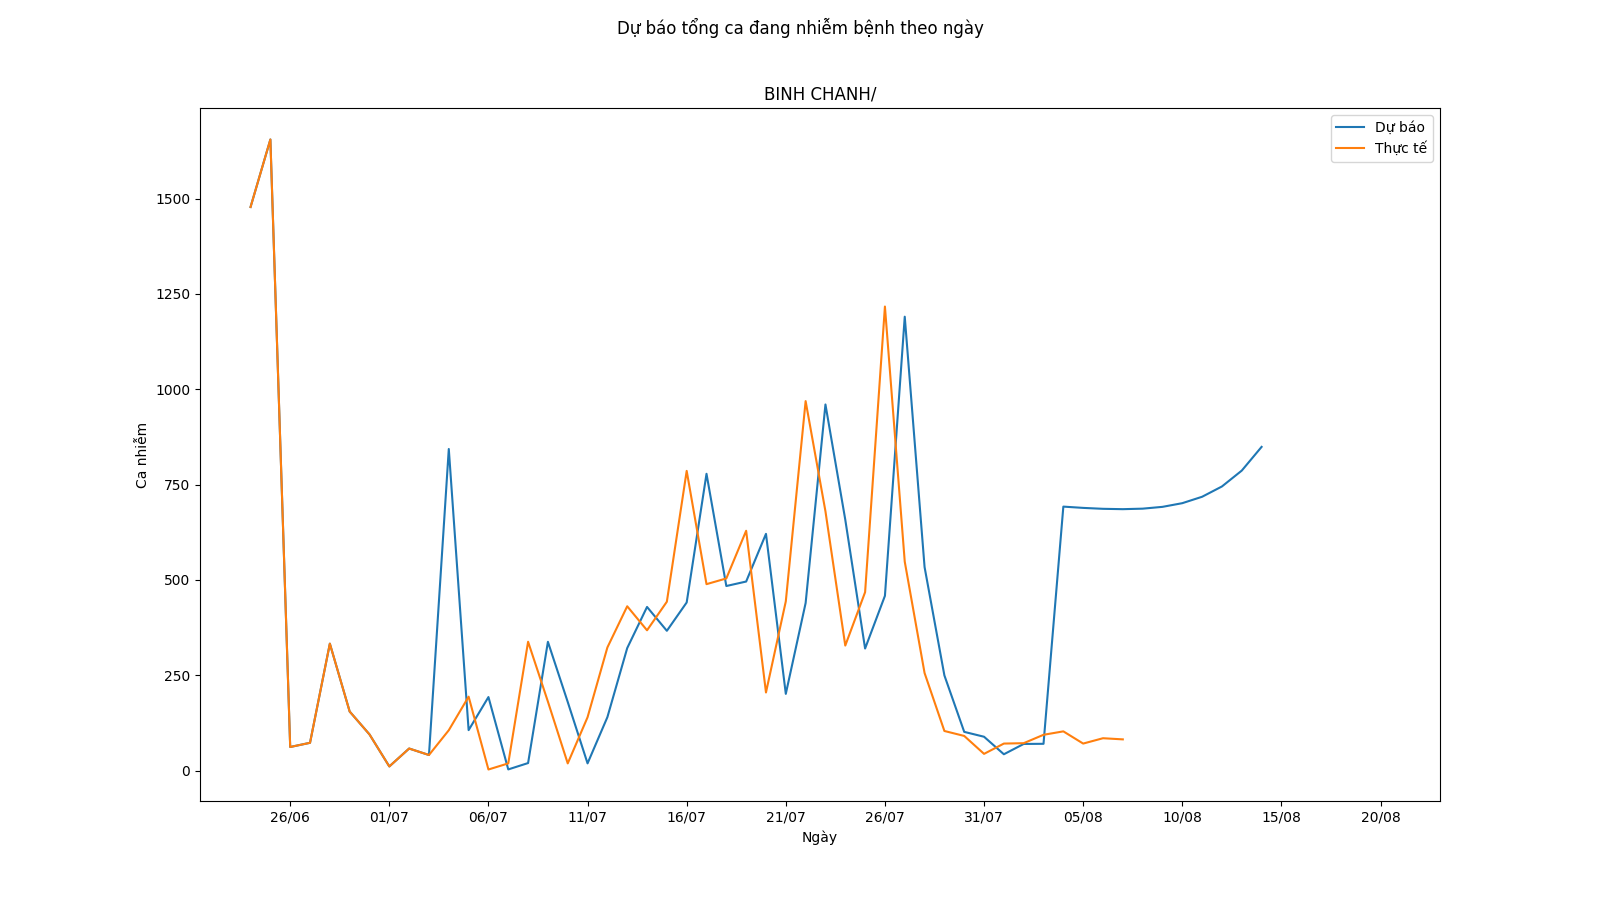 Dự báo tổng ca đang nhiễm bệnh theo ngày
BINH CHANH/
Dự báo
Thực tế
1500
1250
1000
750
500
250
0
Ca nhiễm
26/06 01/07 06/07 11/07 16/07 21/07 26/07 31/07 05/08 10/08 15/08 20/08
Ngày